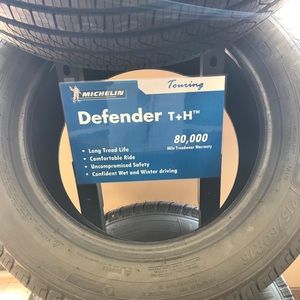 Touring
MICHELIN
Defender T+H™
80,000
Mile Treadwear Warranty
• Long Tread Life
• Comfortable Ride
• Uncompromised Safety
• Confident Wet and Winter driving